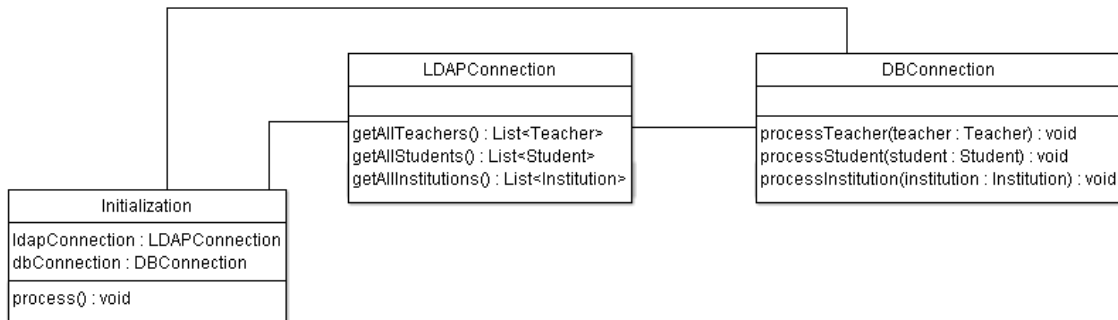 LDAPConnection
getAllTeachers() : List<Teacher>
getAllStudents() : List<Student>
getAllInstitutions() : List<Institution>
DBConnection
processTeacher(teacher : Teacher) : void
processStudent(student : Student) : void
processInstitution(institution : Institution) : void
Initialization
ldapConnection : LDAPConnection
dbConnection : DBConnection
process() : void